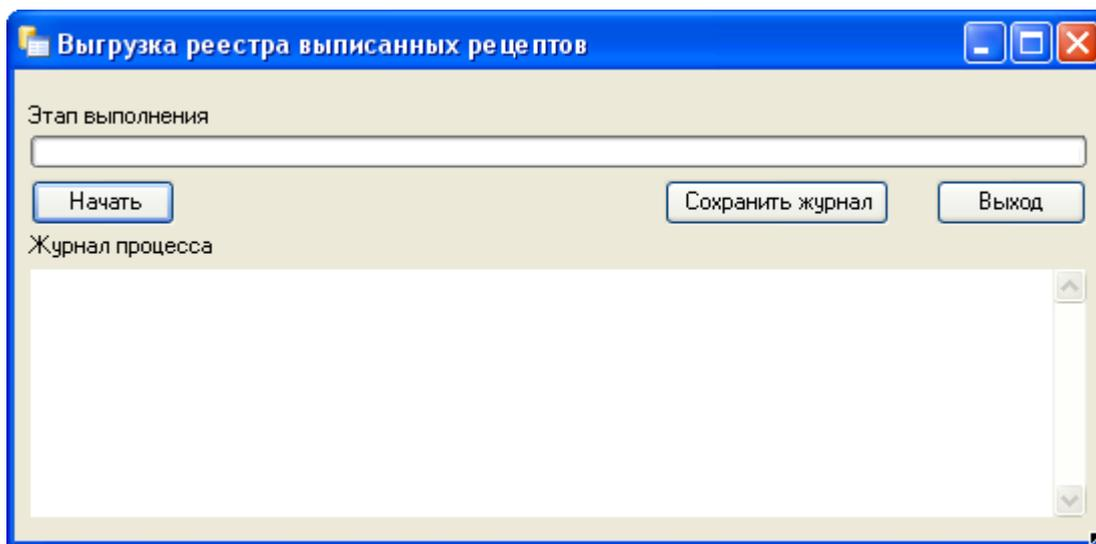 Выгрузка реестра выписанных рецептов
Этап выполнения
Начать
Сохранить журнал
Выход
Журнал процесса